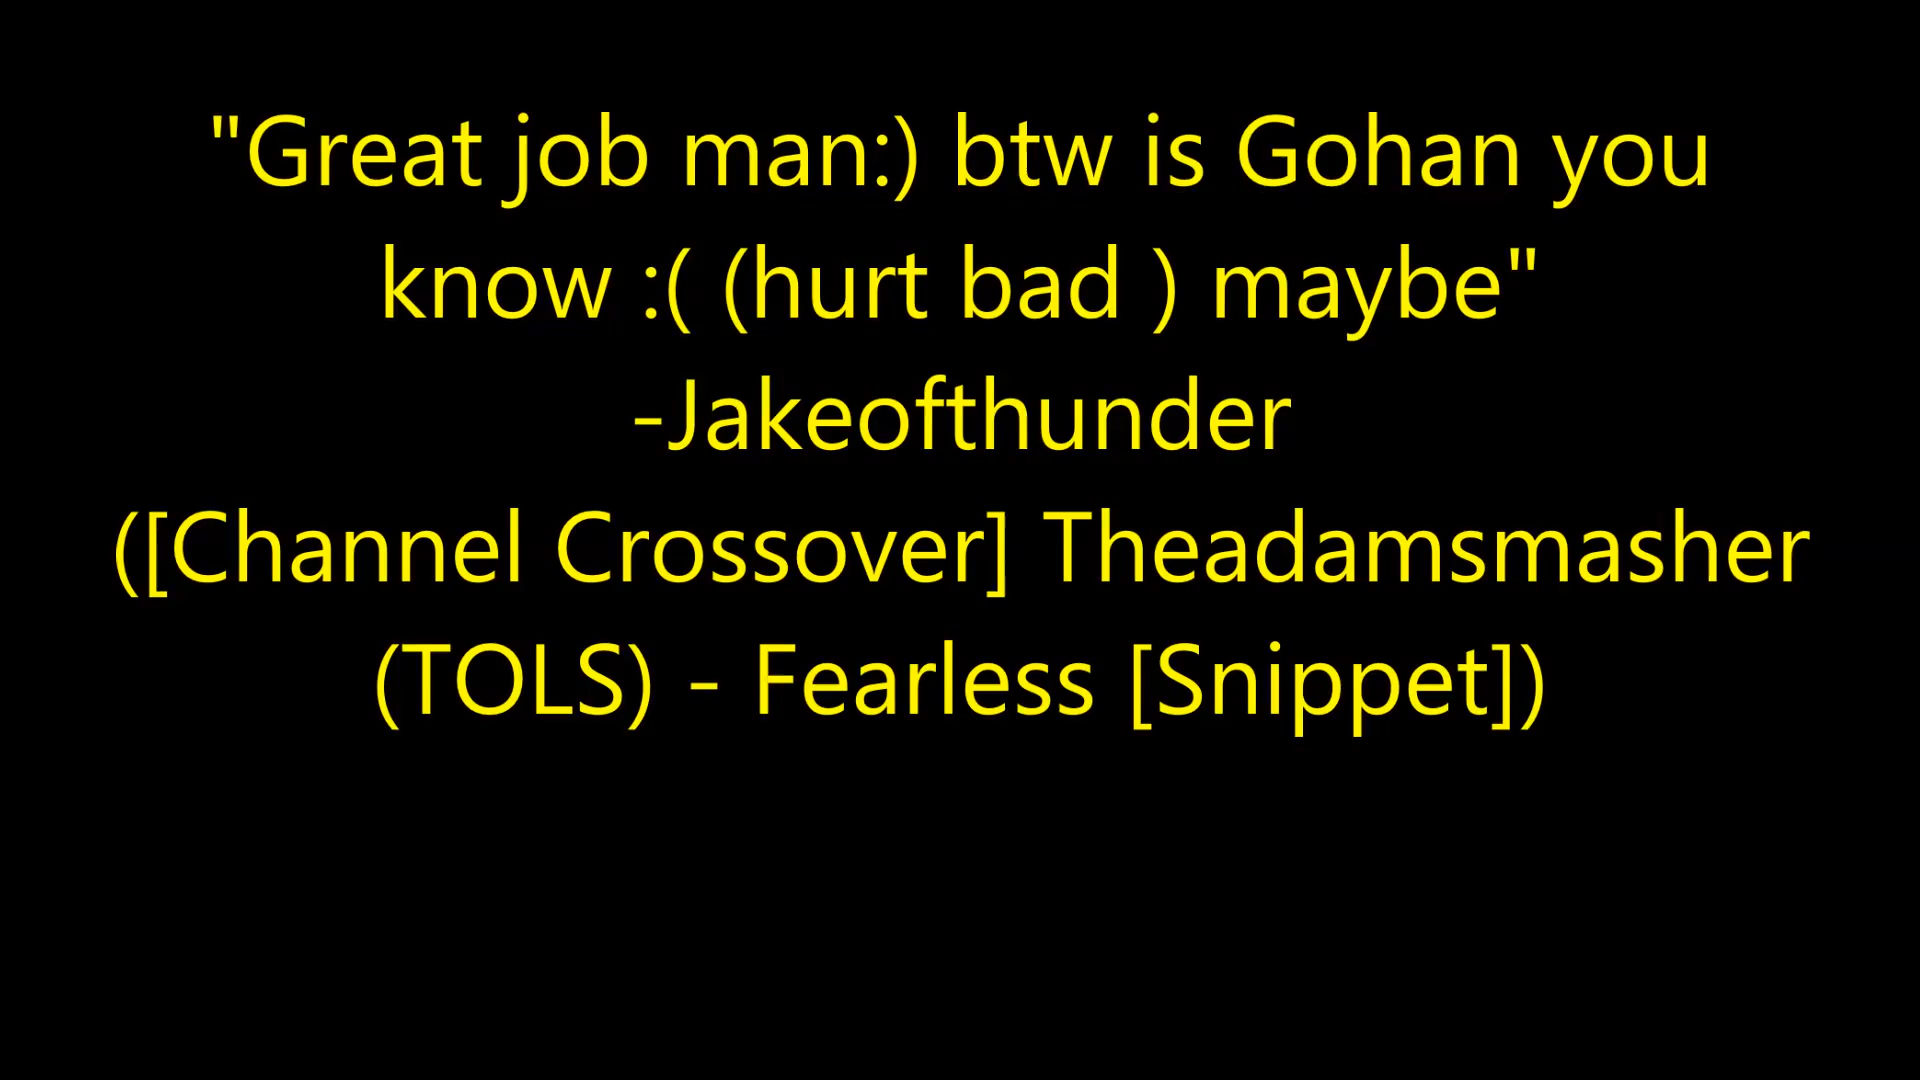 "Great job man:) btw is Gohan you
know :( (hurt bad ) maybe"
-Jakeofthunder
([Channel Crossover] Theadamsmasher
(TOLS) - Fearless [Snippet])